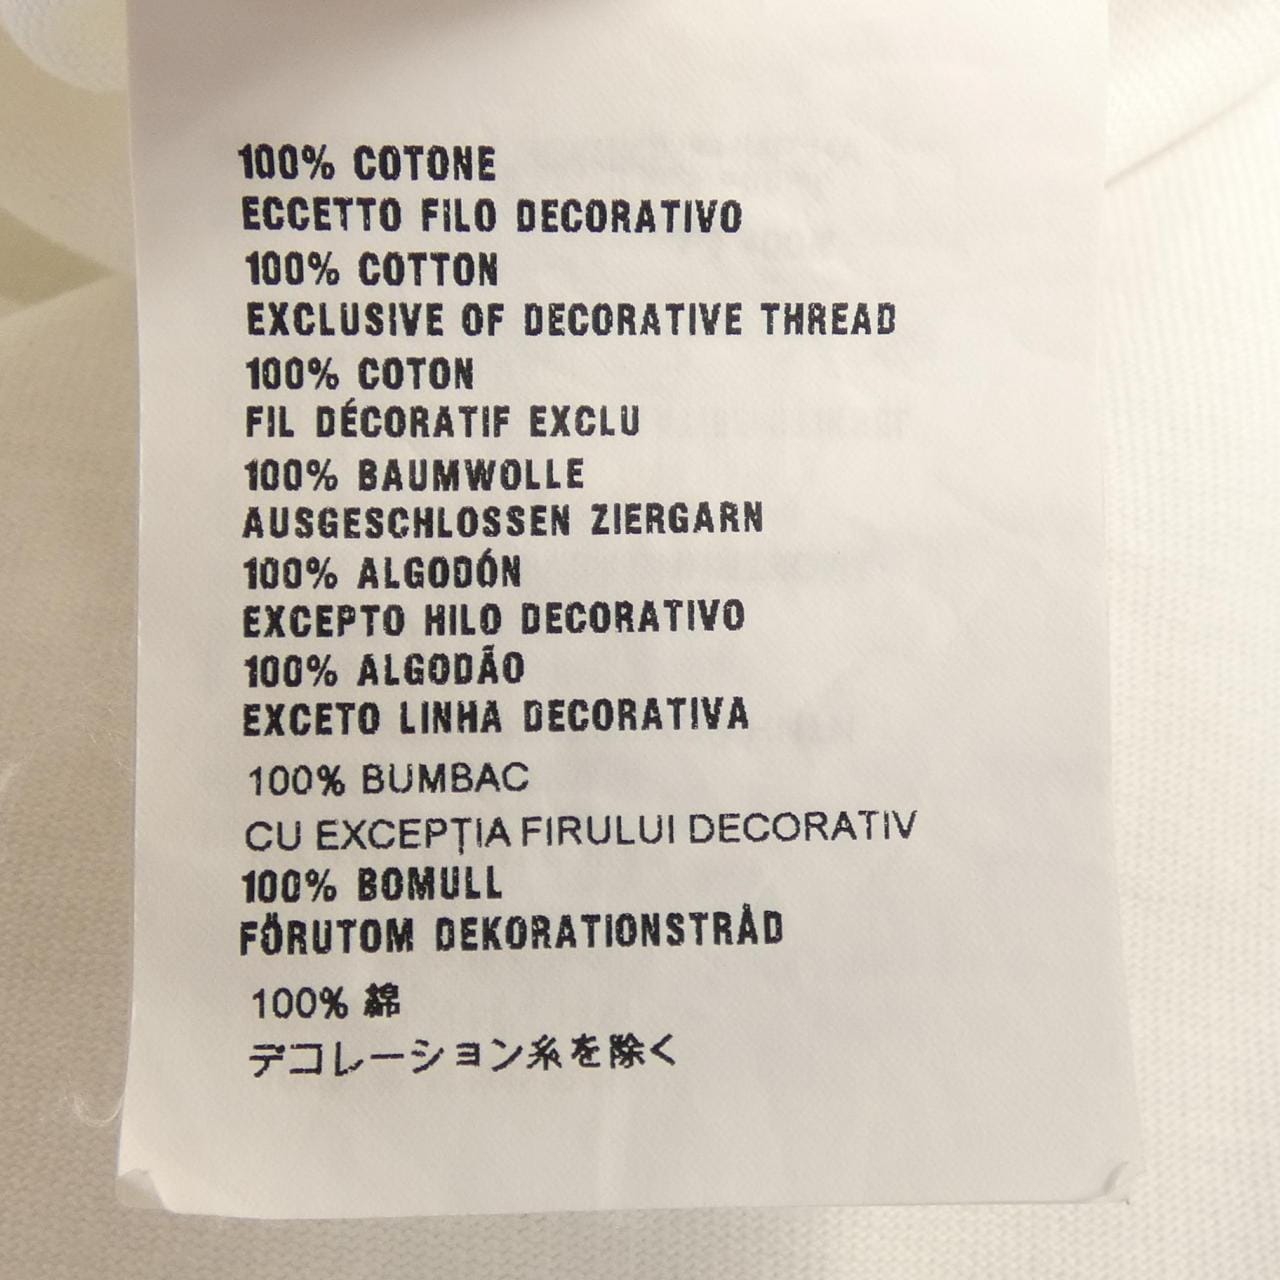 100% COTONE
ECCETTO FILO DECORATIVO
100% COTTON
EXCLUSIVE OF DECORATIVE THREAD
100% COTON
FIL DÉCORATIF EXCLU
100% BAUMWOLLE
AUSGESCHLOSSEN ZIERGARN
100% ALGODÓN
EXCEPTO HILO DECORATIVO
100% ALGODÃO
EXCETO LINHA DECORATIVA
100% BUMBAC
CU EXCEPȚIA FIRULUI DECORATIV
100% BOMULL
FÖRUTOM DEKORATIONSTRÅD
100% 綿
デコレーション糸を除く